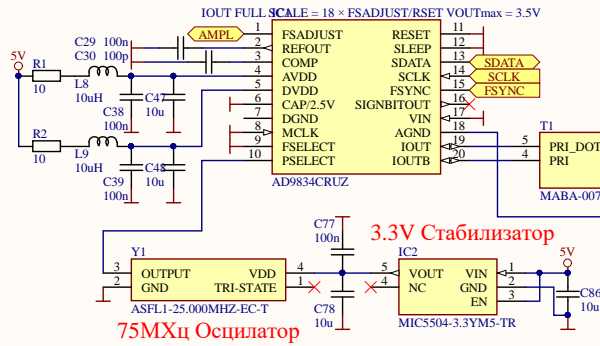 IOUT FULL SCALE = 18 × FSADJUST/RSET VOUTmax = 3.5V
IC1
AMPL
C29 100n
C30 100p
5V
R1
10
L8
10uH
C38
100n
C47
10u
R2
10
L9
10uH
C39
100n
C48
10u
1 FSADJUST RESET 11
2 REFOUT SLEEP 12
3 COMP SDATA 13 SDATA
4 AVDD SCLK 14 SCLK
5 DVDD FSYNC 15 FSYNC
6 CAP/2.5V SIGNBITOUT 16
7 DGND VIN 17
8 MCLK AGND 18
9 FSELECT IOUT 19
10 PSELECT IOUTB 20
AD9834CRUZ
T1
5 PRI_DOT
4 PRI
MABA-007
C77
100n
3.3V Стабилизатор
Y1
3 OUTPUT VDD 4
2 GND TRI-STATE 1
ASFL1-25.000MHZ-EC-T
75МХц Осцилатор
C78
10u
IC2
5 VOUT VIN 1
4 NC GND 2
EN 3
MIC5504-3.3YM5-TR
5V
C86
10u